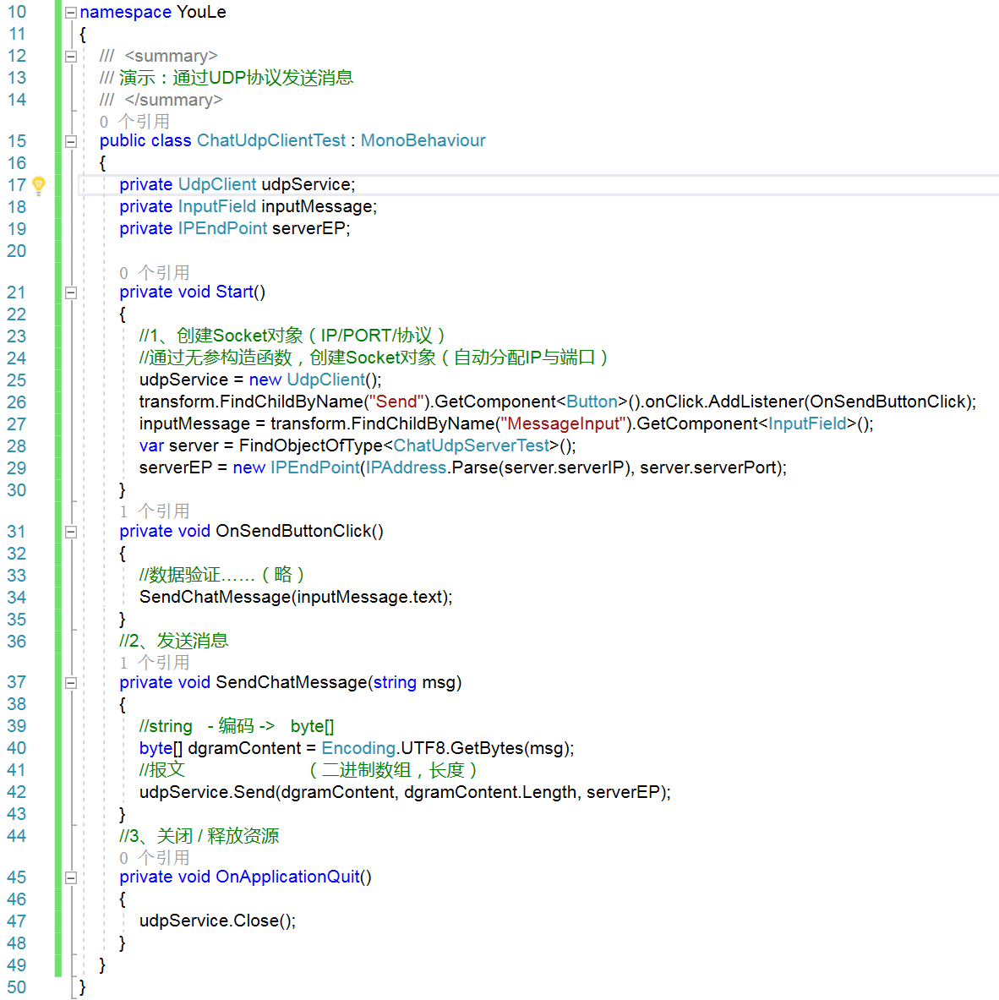 10 namespace YouLe
11 {
12 /// <summary>
13 /// 演示：通过UDP协议发送消息
14 /// </summary>
0 个引用
15 public class ChatUdpClientTest : MonoBehaviour
16 {
17 private UdpClient udpService;
18 private InputField inputMessage;
19 private IPEndPoint serverEP;
20
0 个引用
21 private void Start()
22 {
23 //1、创建Socket对象（IP/PORT/协议）
24 //通过无参构造函数，创建Socket对象（自动分配IP与端口）
25 udpService = new UdpClient();
26 transform.FindChildByName("Send").GetComponent<Button>().onClick.AddListener(OnSendButtonClick);
27 inputMessage = transform.FindChildByName("MessageInput").GetComponent<InputField>();
28 var server = FindObjectOfType<ChatUdpServerTest>();
29 serverEP = new IPEndPoint(IPAddress.Parse(server.serverIP), server.serverPort);
30 }
1 个引用
31 private void OnSendButtonClick()
32 {
33 //数据验证……（略）
34 SendChatMessage(inputMessage.text);
35 }
36 //2、发送消息
1 个引用
37 private void SendChatMessage(string msg)
38 {
39 //string - 编码 -> byte[]
40 byte[] dgramContent = Encoding.UTF8.GetBytes(msg);
41 //报文 （二进制数组，长度）
42 udpService.Send(dgramContent, dgramContent.Length, serverEP);
43 }
44 //3、关闭 / 释放资源
0 个引用
45 private void OnApplicationQuit()
46 {
47 udpService.Close();
48 }
49 }
50 }